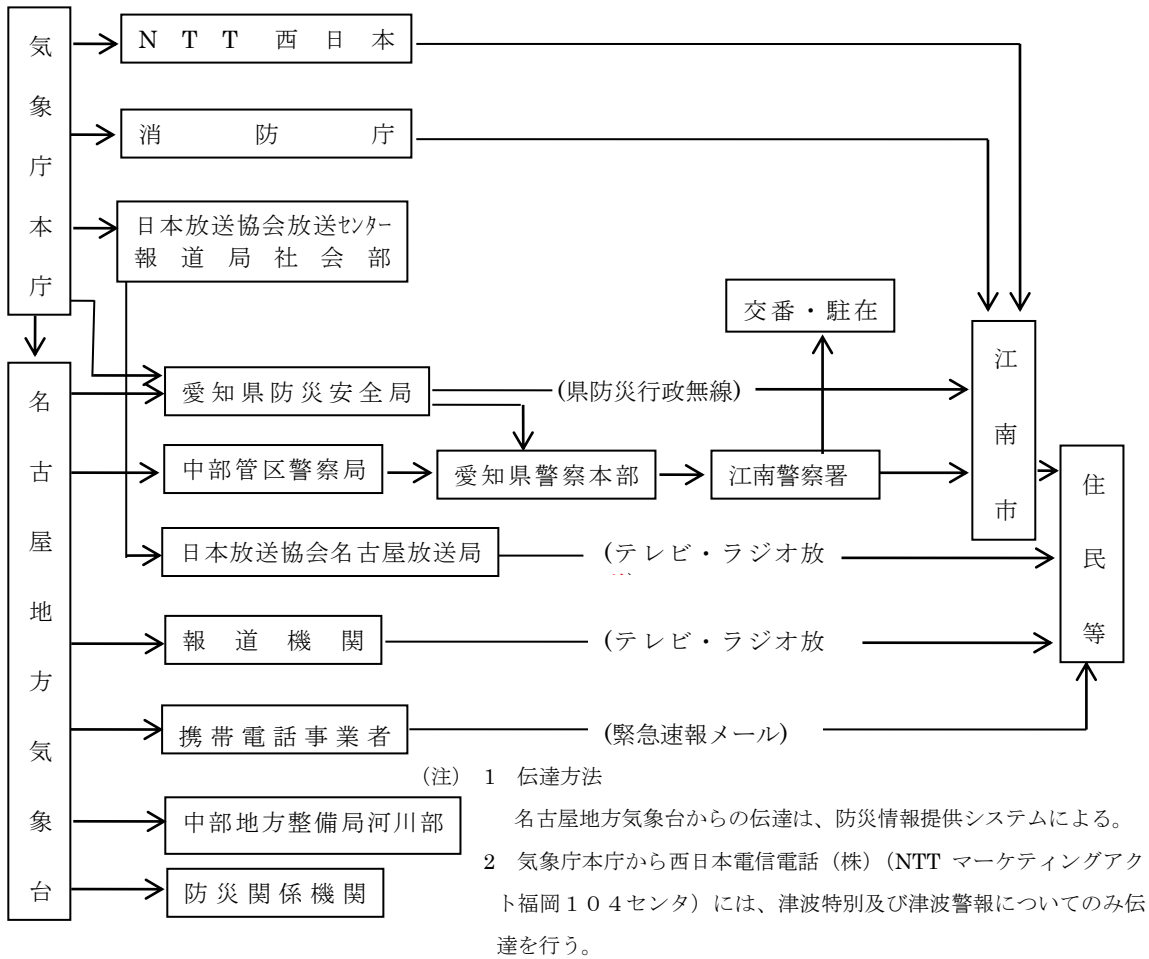 気象庁本庁
NTT西日本
消防庁
日本放送協会放送ｾﾝﾀｰ
報道局社会部
交番・駐在
江南市
名古屋地方気象台
愛知県防災安全局
(県防災行政無線)
中部管区警察局
愛知県警察本部
江南警察署
住民等
日本放送協会名古屋放送局
(テレビ・ラジオ放
報道機関
(テレビ・ラジオ放
携帯電話事業者
(緊急速報メール)
中部地方整備局河川部
防災関係機関
（注） 1 伝達方法
名古屋地方気象台からの伝達は、防災情報提供システムによる。
2 気象庁本庁から西日本電信電話（株）（NTT マーケティングアク
ト福岡１０４センタ）には、津波特別及び津波警報についてのみ伝
達を行う。